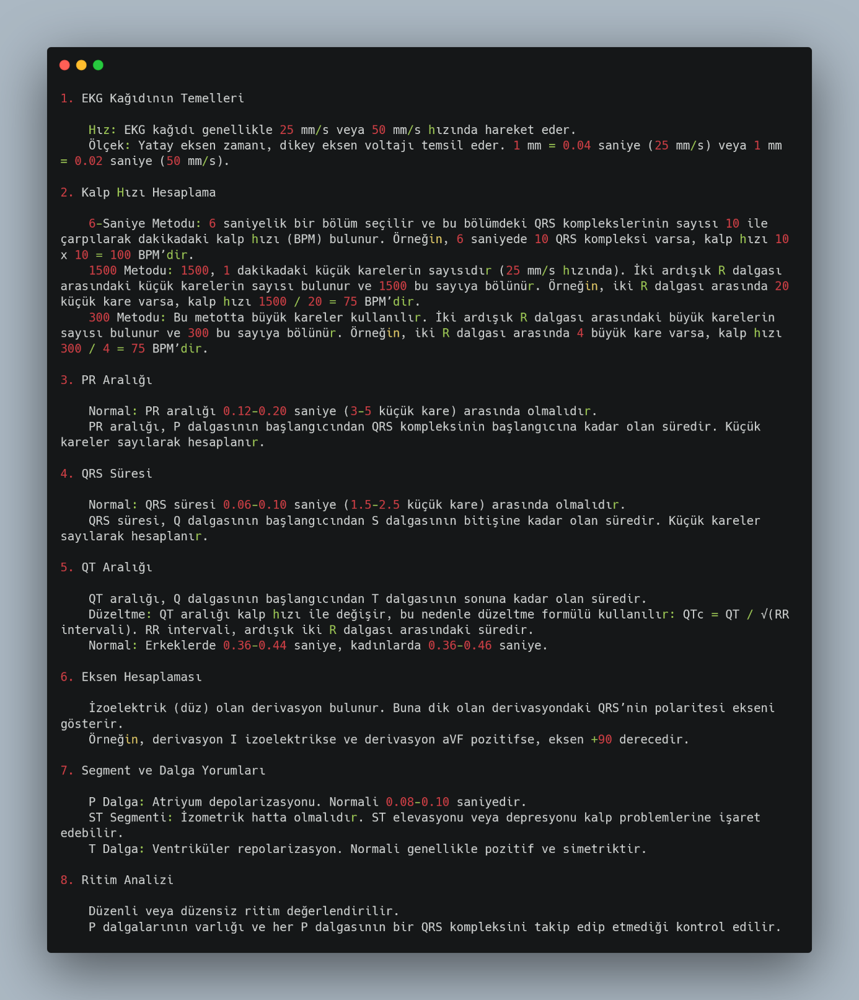 1. EKG Kağıdının Temelleri
Hız: EKG kağıdı genellikle 25 mm/s veya 50 mm/s hızında hareket eder.
Ölçek: Yatay eksen zamanı, dikey eksen voltajı temsil eder. 1 mm = 0.04 saniye (25 mm/s) veya 1 mm
= 0.02 saniye (50 mm/s).
2. Kalp Hızı Hesaplama
6-Saniye Metodu: 6 saniyelik bir bölüm seçilir ve bu bölümdeki QRS komplekslerinin sayısı 10 ile
çarpılarak dakikadaki kalp hızı (BPM) bulunur. Örneğin, 6 saniyede 10 QRS kompleksi varsa, kalp hızı 10
x 10 = 100 BPM’dir.
1500 Metodu: 1500, 1 dakikadaki küçük karelerin sayısıdır (25 mm/s hızında). İki ardışık R dalgası
arasındaki küçük karelerin sayısı bulunur ve 1500 bu sayıya bölünür. Örneğin, iki R dalgası arasında 20
küçük kare varsa, kalp hızı 1500 / 20 = 75 BPM’dir.
300 Metodu: Bu metotta büyük kareler kullanılır. İki ardışık R dalgası arasındaki büyük karelerin
sayısı bulunur ve 300 bu sayıya bölünür. Örneğin, iki R dalgası arasında 4 büyük kare varsa, kalp hızı
300 / 4 = 75 BPM’dir.
3. PR Aralığı
Normal: PR aralığı 0.12-0.20 saniye (3-5 küçük kare) arasında olmalıdır.
PR aralığı, P dalgasının başlangıcından QRS kompleksinin başlangıcına kadar olan süredir. Küçük
kareler sayılarak hesaplanır.
4. QRS Süresi
Normal: QRS süresi 0.06-0.10 saniye (1.5-2.5 küçük kare) arasında olmalıdır.
QRS süresi, Q dalgasının başlangıcından S dalgasının bitişine kadar olan süredir. Küçük kareler
sayılarak hesaplanır.
5. QT Aralığı
QT aralığı, Q dalgasının başlangıcından T dalgasının sonuna kadar olan süredir.
Düzeltme: QT aralığı kalp hızı ile değişir, bu nedenle düzeltme formülü kullanılır: QTc = QT / √(RR
intervali). RR intervali, ardışık iki R dalgası arasındaki süredir.
Normal: Erkeklerde 0.36-0.44 saniye, kadınlarda 0.36-0.46 saniye.
6. Eksen Hesaplaması
İzoelektrik (düz) olan derivasyon bulunur. Buna dik olan derivasyondaki QRS’nin polaritesi ekseni
gösterir.
Örneğin, derivasyon I izoelektrikse ve derivasyon aVF pozitifse, eksen +90 derecedir.
7. Segment ve Dalga Yorumları
P Dalga: Atriyum depolarizasyonu. Normali 0.08-0.10 saniyedir.
ST Segmenti: İzometrik hatta olmalıdır. ST elevasyonu veya depresyonu kalp problemlerine işaret
edebilir.
T Dalga: Ventriküler repolarizasyon. Normali genellikle pozitif ve simetriktir.
8. Ritim Analizi
Düzenli veya düzensiz ritim değerlendirilir.
P dalgalarının varlığı ve her P dalgasının bir QRS kompleksini takip edip etmediği kontrol edilir.